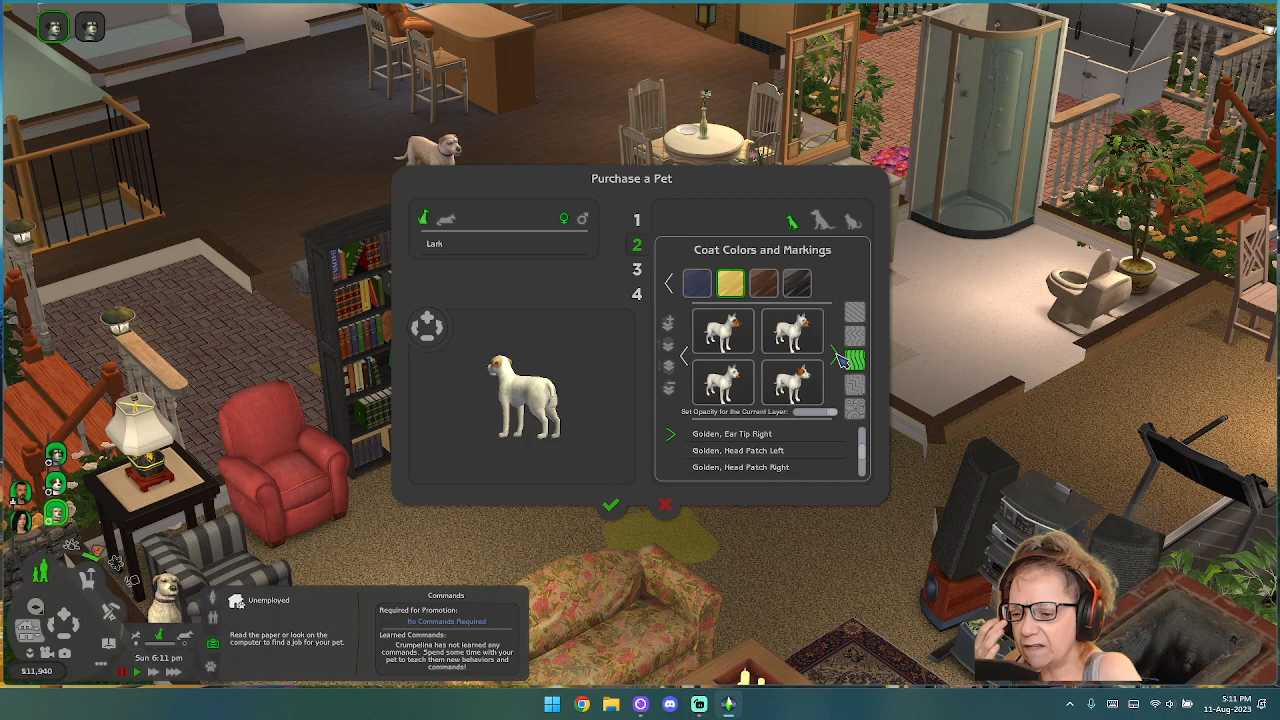 Purchase a Pet
Lark
1
2
3
4
Coat Colors and Markings
Set Opacity for the Current Layer:
Golden, Ear Tip Right
Golden, Head Patch Left
Golden, Head Patch Right
Unemployed
Read the paper or look on the
computer to find a job for your pet.
Commands
Required for Promotion:
No Commands Required
Learned Commands:
Crumpelina has not learned any
commands. Spend some time with your
pet to teach them new behaviors and
commands!
Sun 6:11 pm
$11,940
5:11 PM
11-Aug-2023